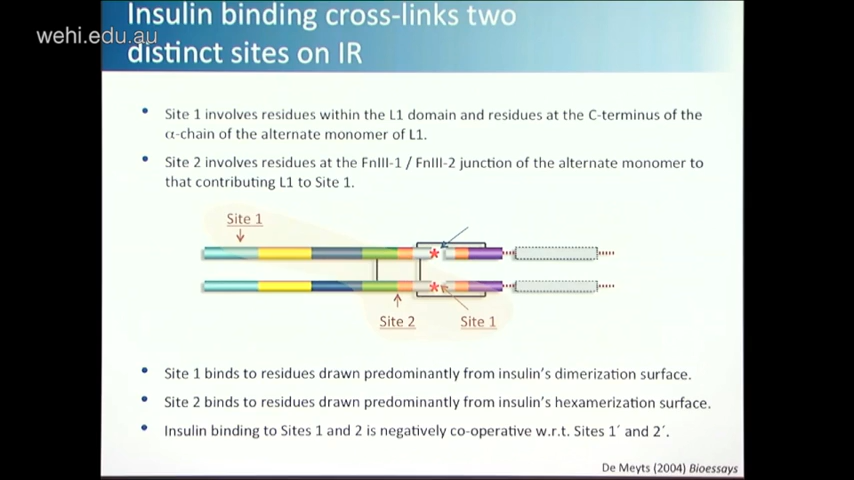 Insulin binding cross-links two
wehi.edu.au
distinct sites on IR
• Site 1 involves residues within the L1 domain and residues at the C-terminus of the
α-chain of the alternate monomer of L1.
• Site 2 involves residues at the FnIII-1 / FnIII-2 junction of the alternate monomer to
that contributing L1 to Site 1.
Site 1
*
*
Site 2 Site 1
• Site 1 binds to residues drawn predominantly from insulin's dimerization surface.
• Site 2 binds to residues drawn predominantly from insulin's hexamerization surface.
• Insulin binding to Sites 1 and 2 is negatively co-operative w.r.t. Sites 1´ and 2´.
De Meyts (2004) Bioessays